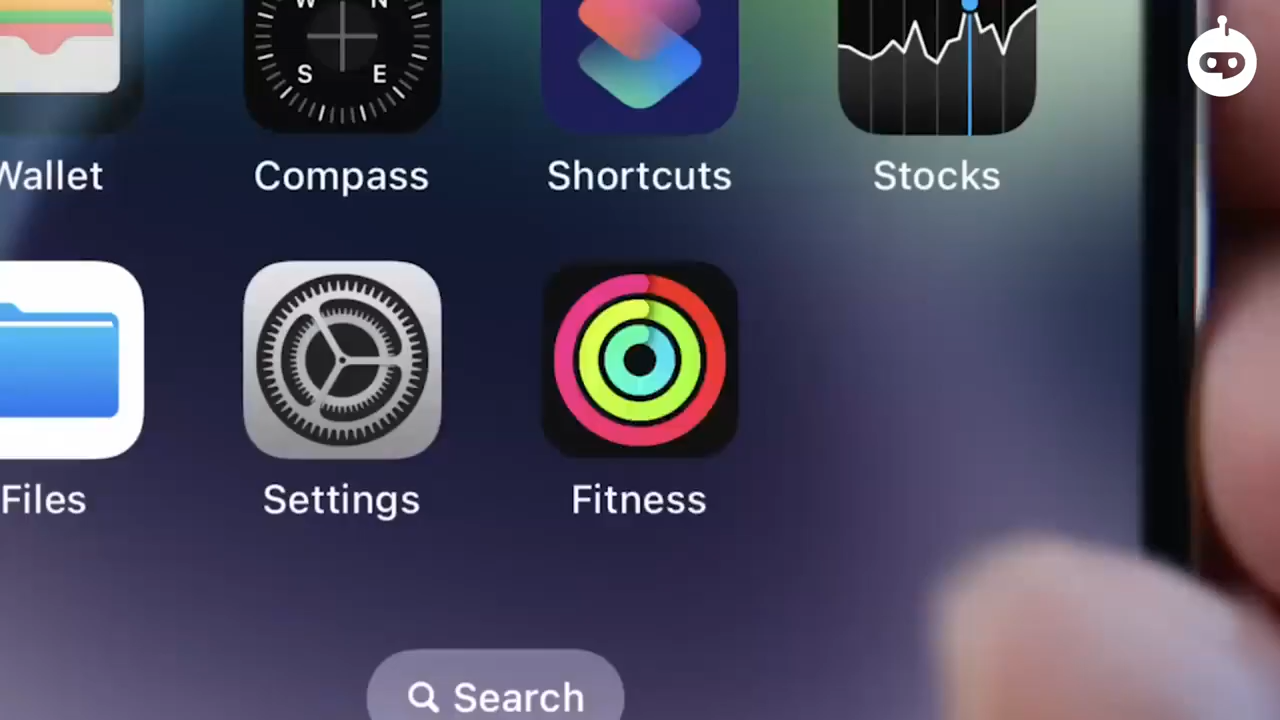 W N
S E
Wallet Compass Shortcuts Stocks
Files Settings Fitness
Search